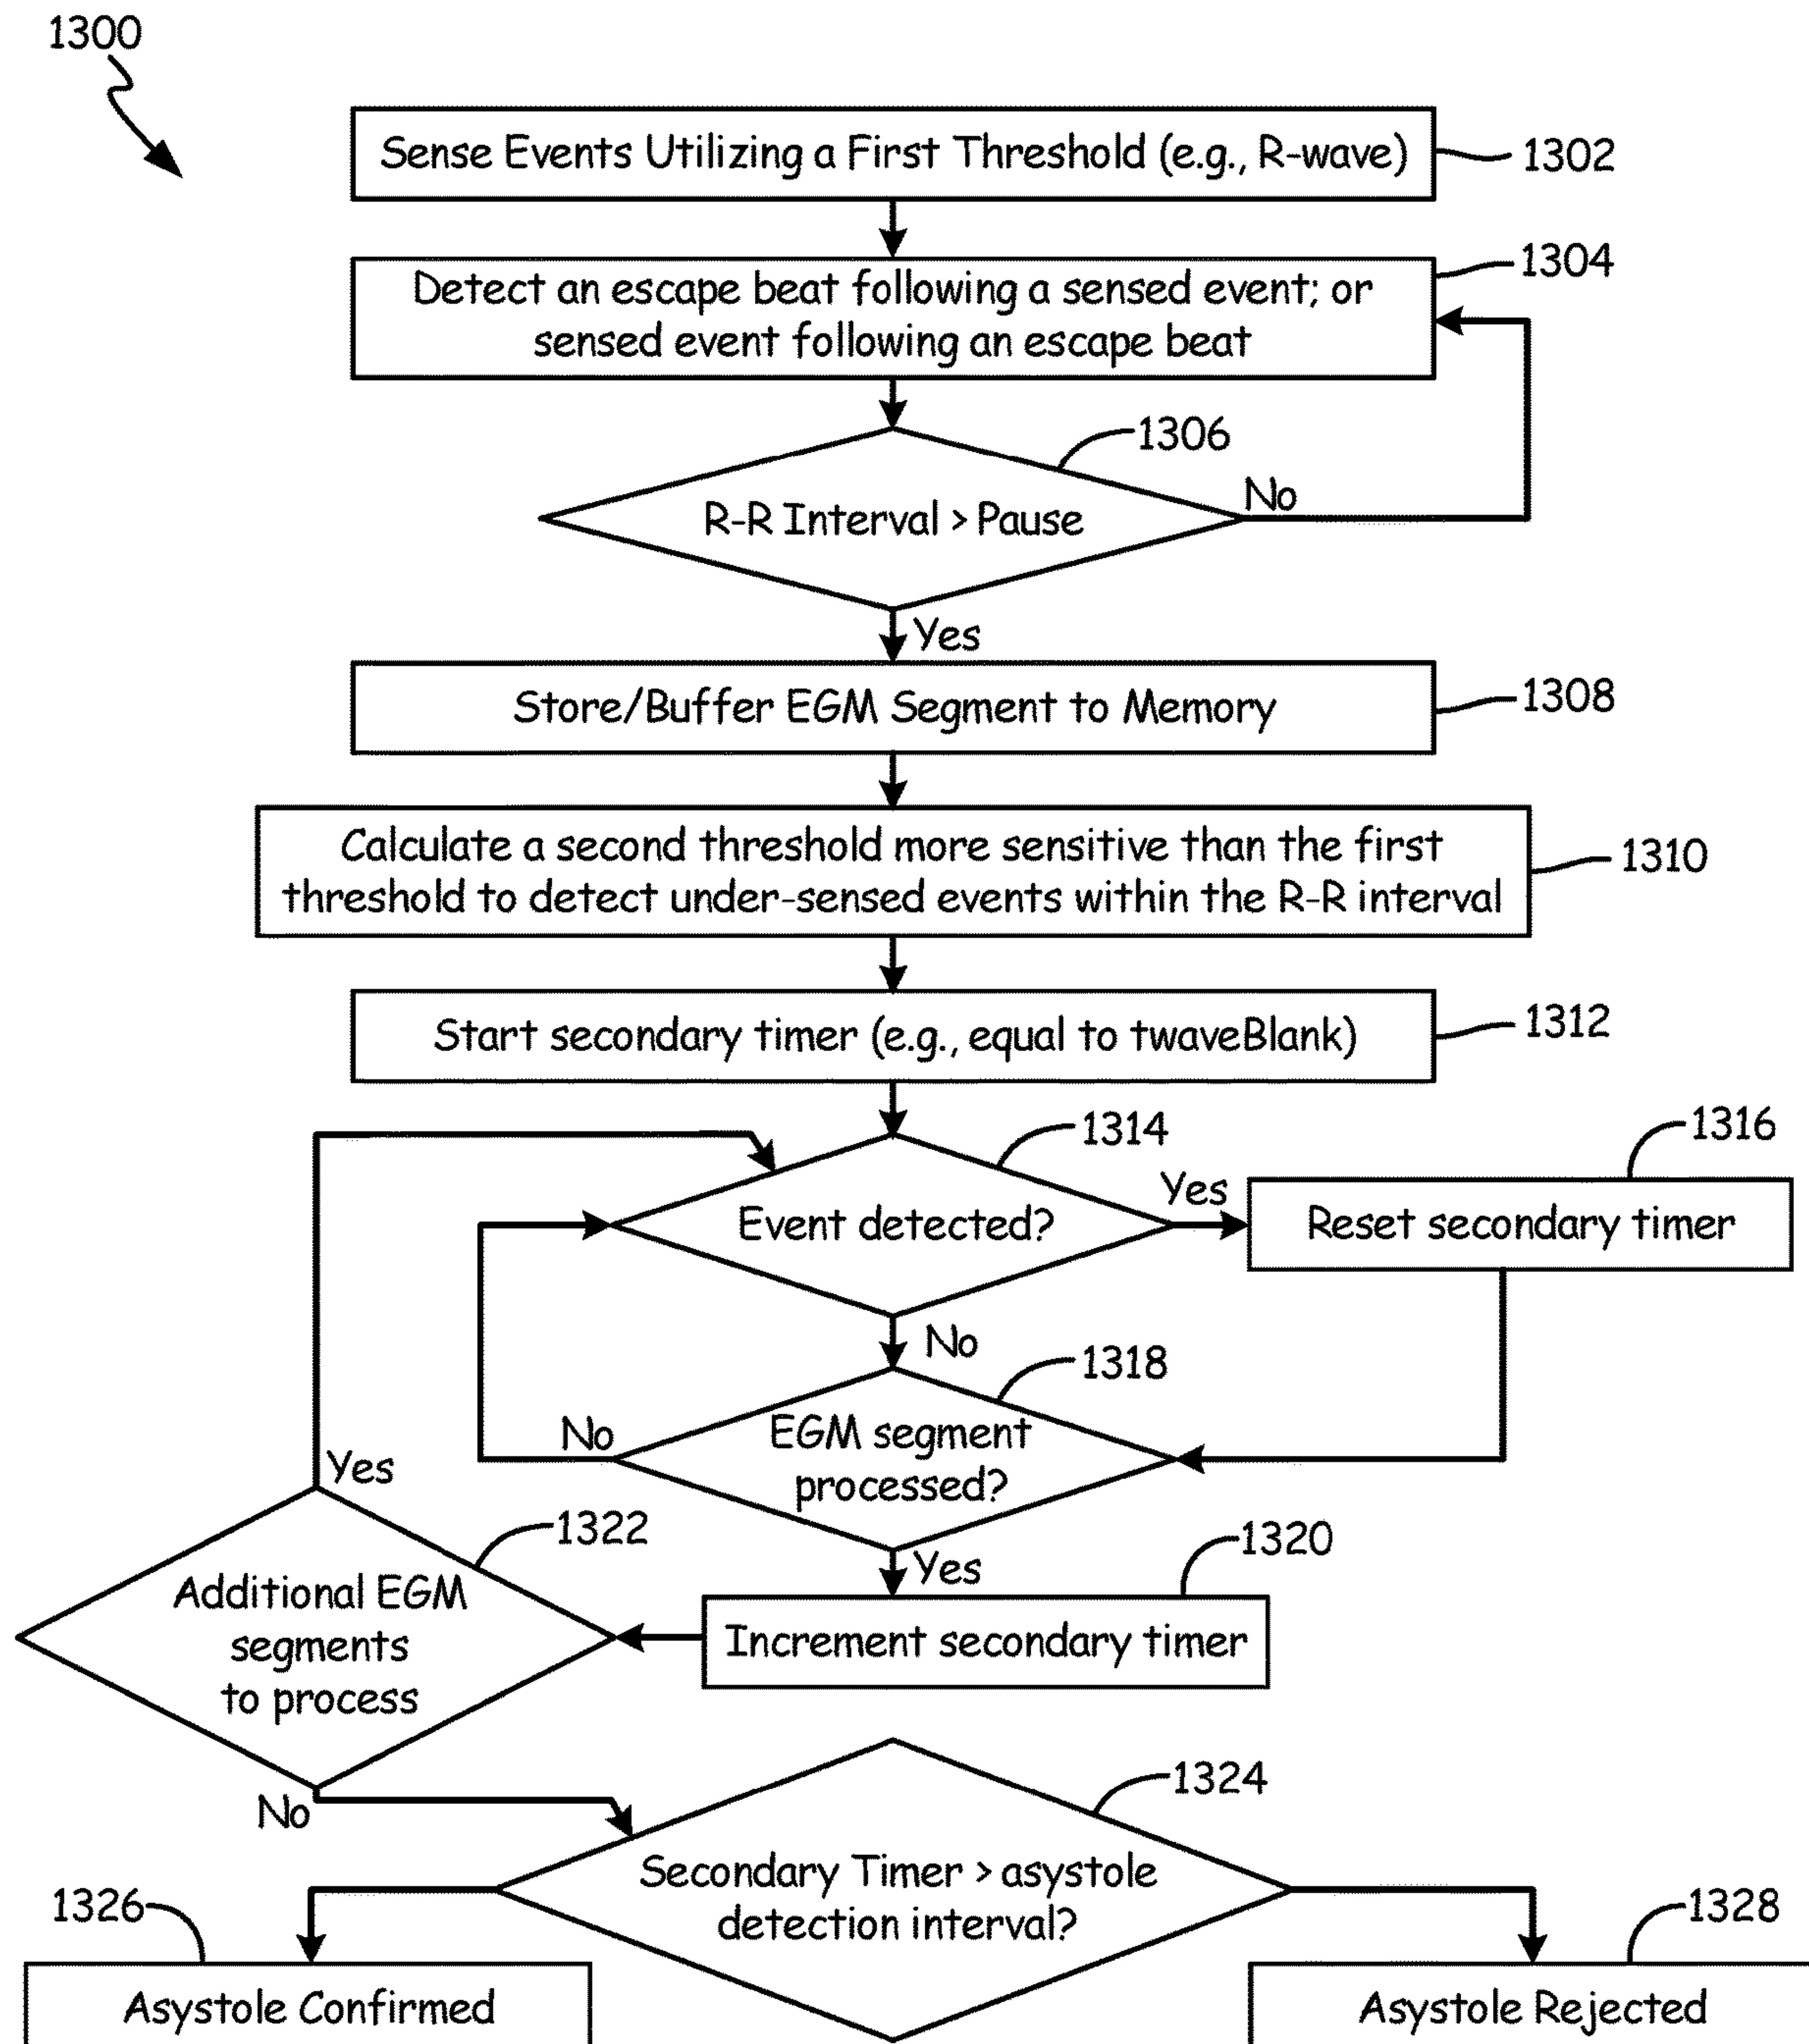 1300
Sense Events Utilizing a First Threshold (e.g., R-wave)
1302
Detect an escape beat following a sensed event; or
sensed event following an escape beat
1304
1306
R-R Interval > Pause
No
Yes
Store/Buffer EGM Segment to Memory
1308
Calculate a second threshold more sensitive than the first
threshold to detect under-sensed events within the R-R interval
1310
Start secondary timer (e.g., equal to twaveBlank)
1312
1314
1316
Event detected?
Yes
Reset secondary timer
No
1318
EGM segment
processed?
No
Yes
1320
Increment secondary timer
Yes
1322
Additional EGM
segments
to process
No
1324
Secondary Timer > asystole
detection interval?
1326
Asystole Confirmed
1328
Asystole Rejected